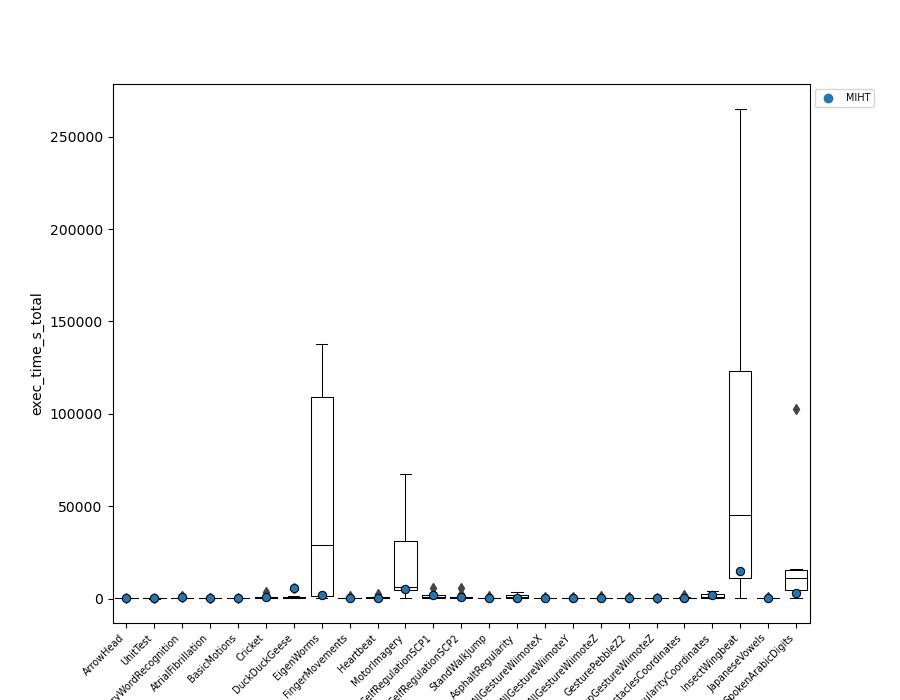 MIHT
exec_time_s_total
250000
200000
150000
100000
50000
0
ArrowHead
UnitTest
AtrialFibrillation
BasicMotions
Cricket
DuckDuckGeese
EigenWorms
FingerMovements
Heartbeat
MotorImagery
StandWalkJump
AsphaltRegularity
GesturePebbleZ2
InsectWingbeat
JapaneseVowels
SpokenArabicDigits